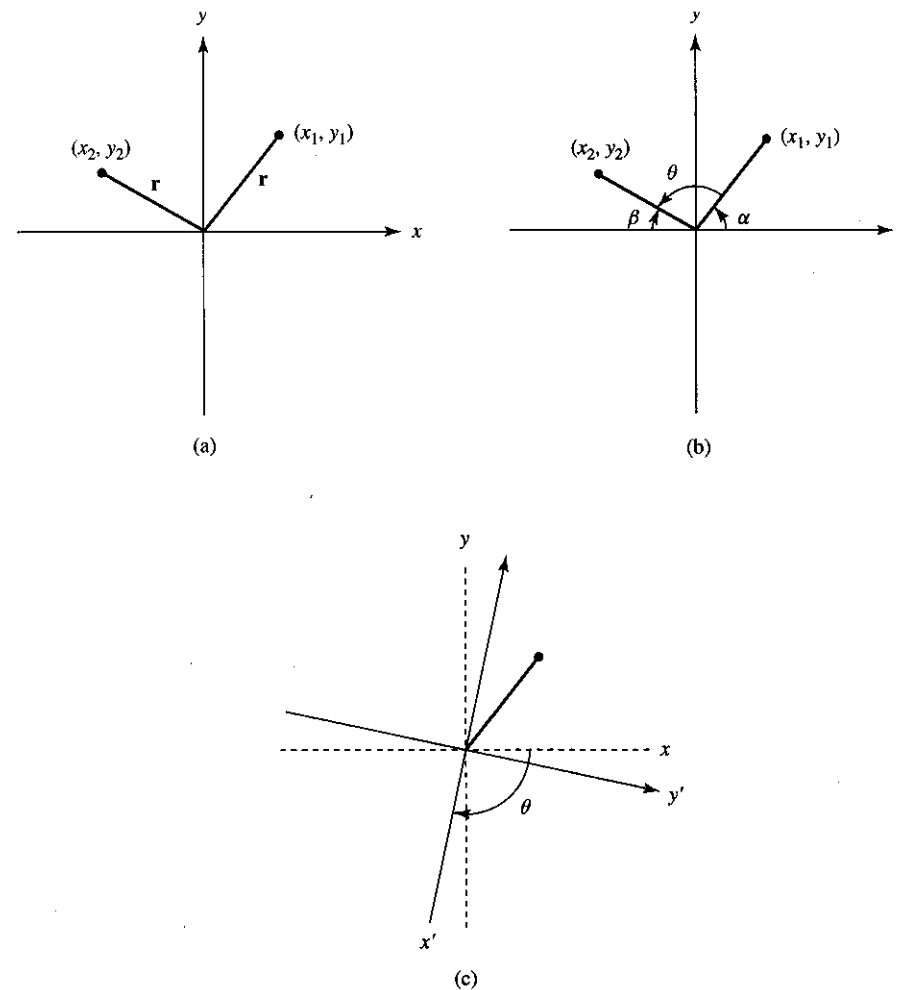 y
(x₁, y₁)
(x₂, y₂)
r
r
x
(a)
y
(x₁, y₁)
(x₂, y₂)
θ
β
α
(b)
y
x
y′
θ
x′
(c)